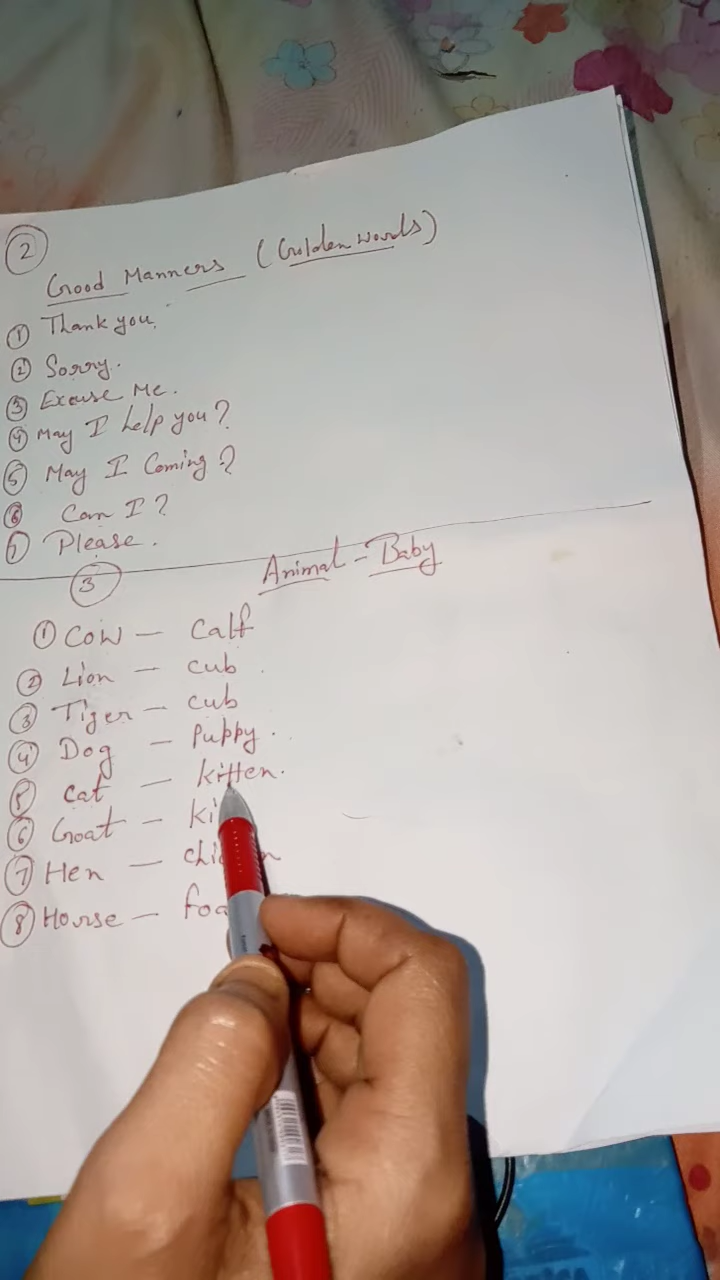 ②
Good Manners (Golden words)
① Thank you.
② Sorry.
③ Excuse Me.
④ May I help you?
⑤ May I Coming?
⑥ Can I?
⑦ Please.
③
Animal - Baby
① Cow — Calf
② Lion — cub
③ Tiger — cub
④ Dog — Puppy.
⑤ Cat — kitten.
⑥ Goat —
⑦ Hen —
⑧ Horse —